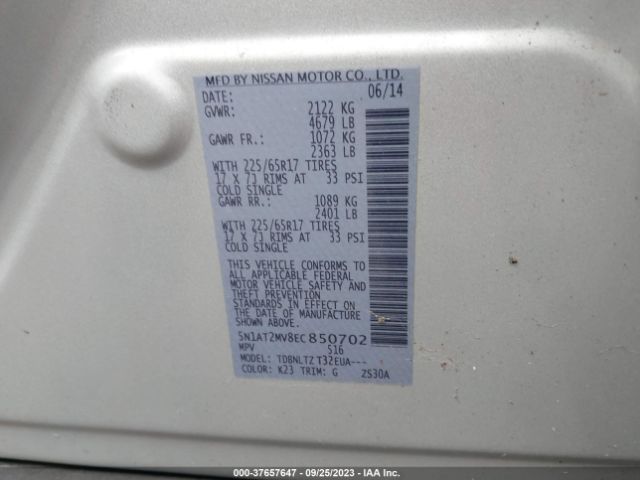 MFD BY NISSAN MOTOR CO., LTD.
DATE: 06/14
GVWR: 2122 KG
4679 LB
GAWR FR.: 1072 KG
2363 LB
WITH 225/65R17 TIRES
17 X 7J RIMS AT 33 PSI
COLD SINGLE
GAWR RR.: 1089 KG
2401 LB
WITH 225/65R17 TIRES
17 X 7J RIMS AT 33 PSI
COLD SINGLE
THIS VEHICLE CONFORMS TO
ALL APPLICABLE FEDERAL
MOTOR VEHICLE SAFETY AND
THEFT PREVENTION
STANDARDS IN EFFECT ON
THE DATE OF MANUFACTURE
SHOWN ABOVE.
5N1AT2MV8EC850702
MPV S16
MODEL: TDBNLTZ T32EUA---
COLOR: K23 TRIM: G ZS30A
000-37657647 / 09/25/2023 / IAA Inc.